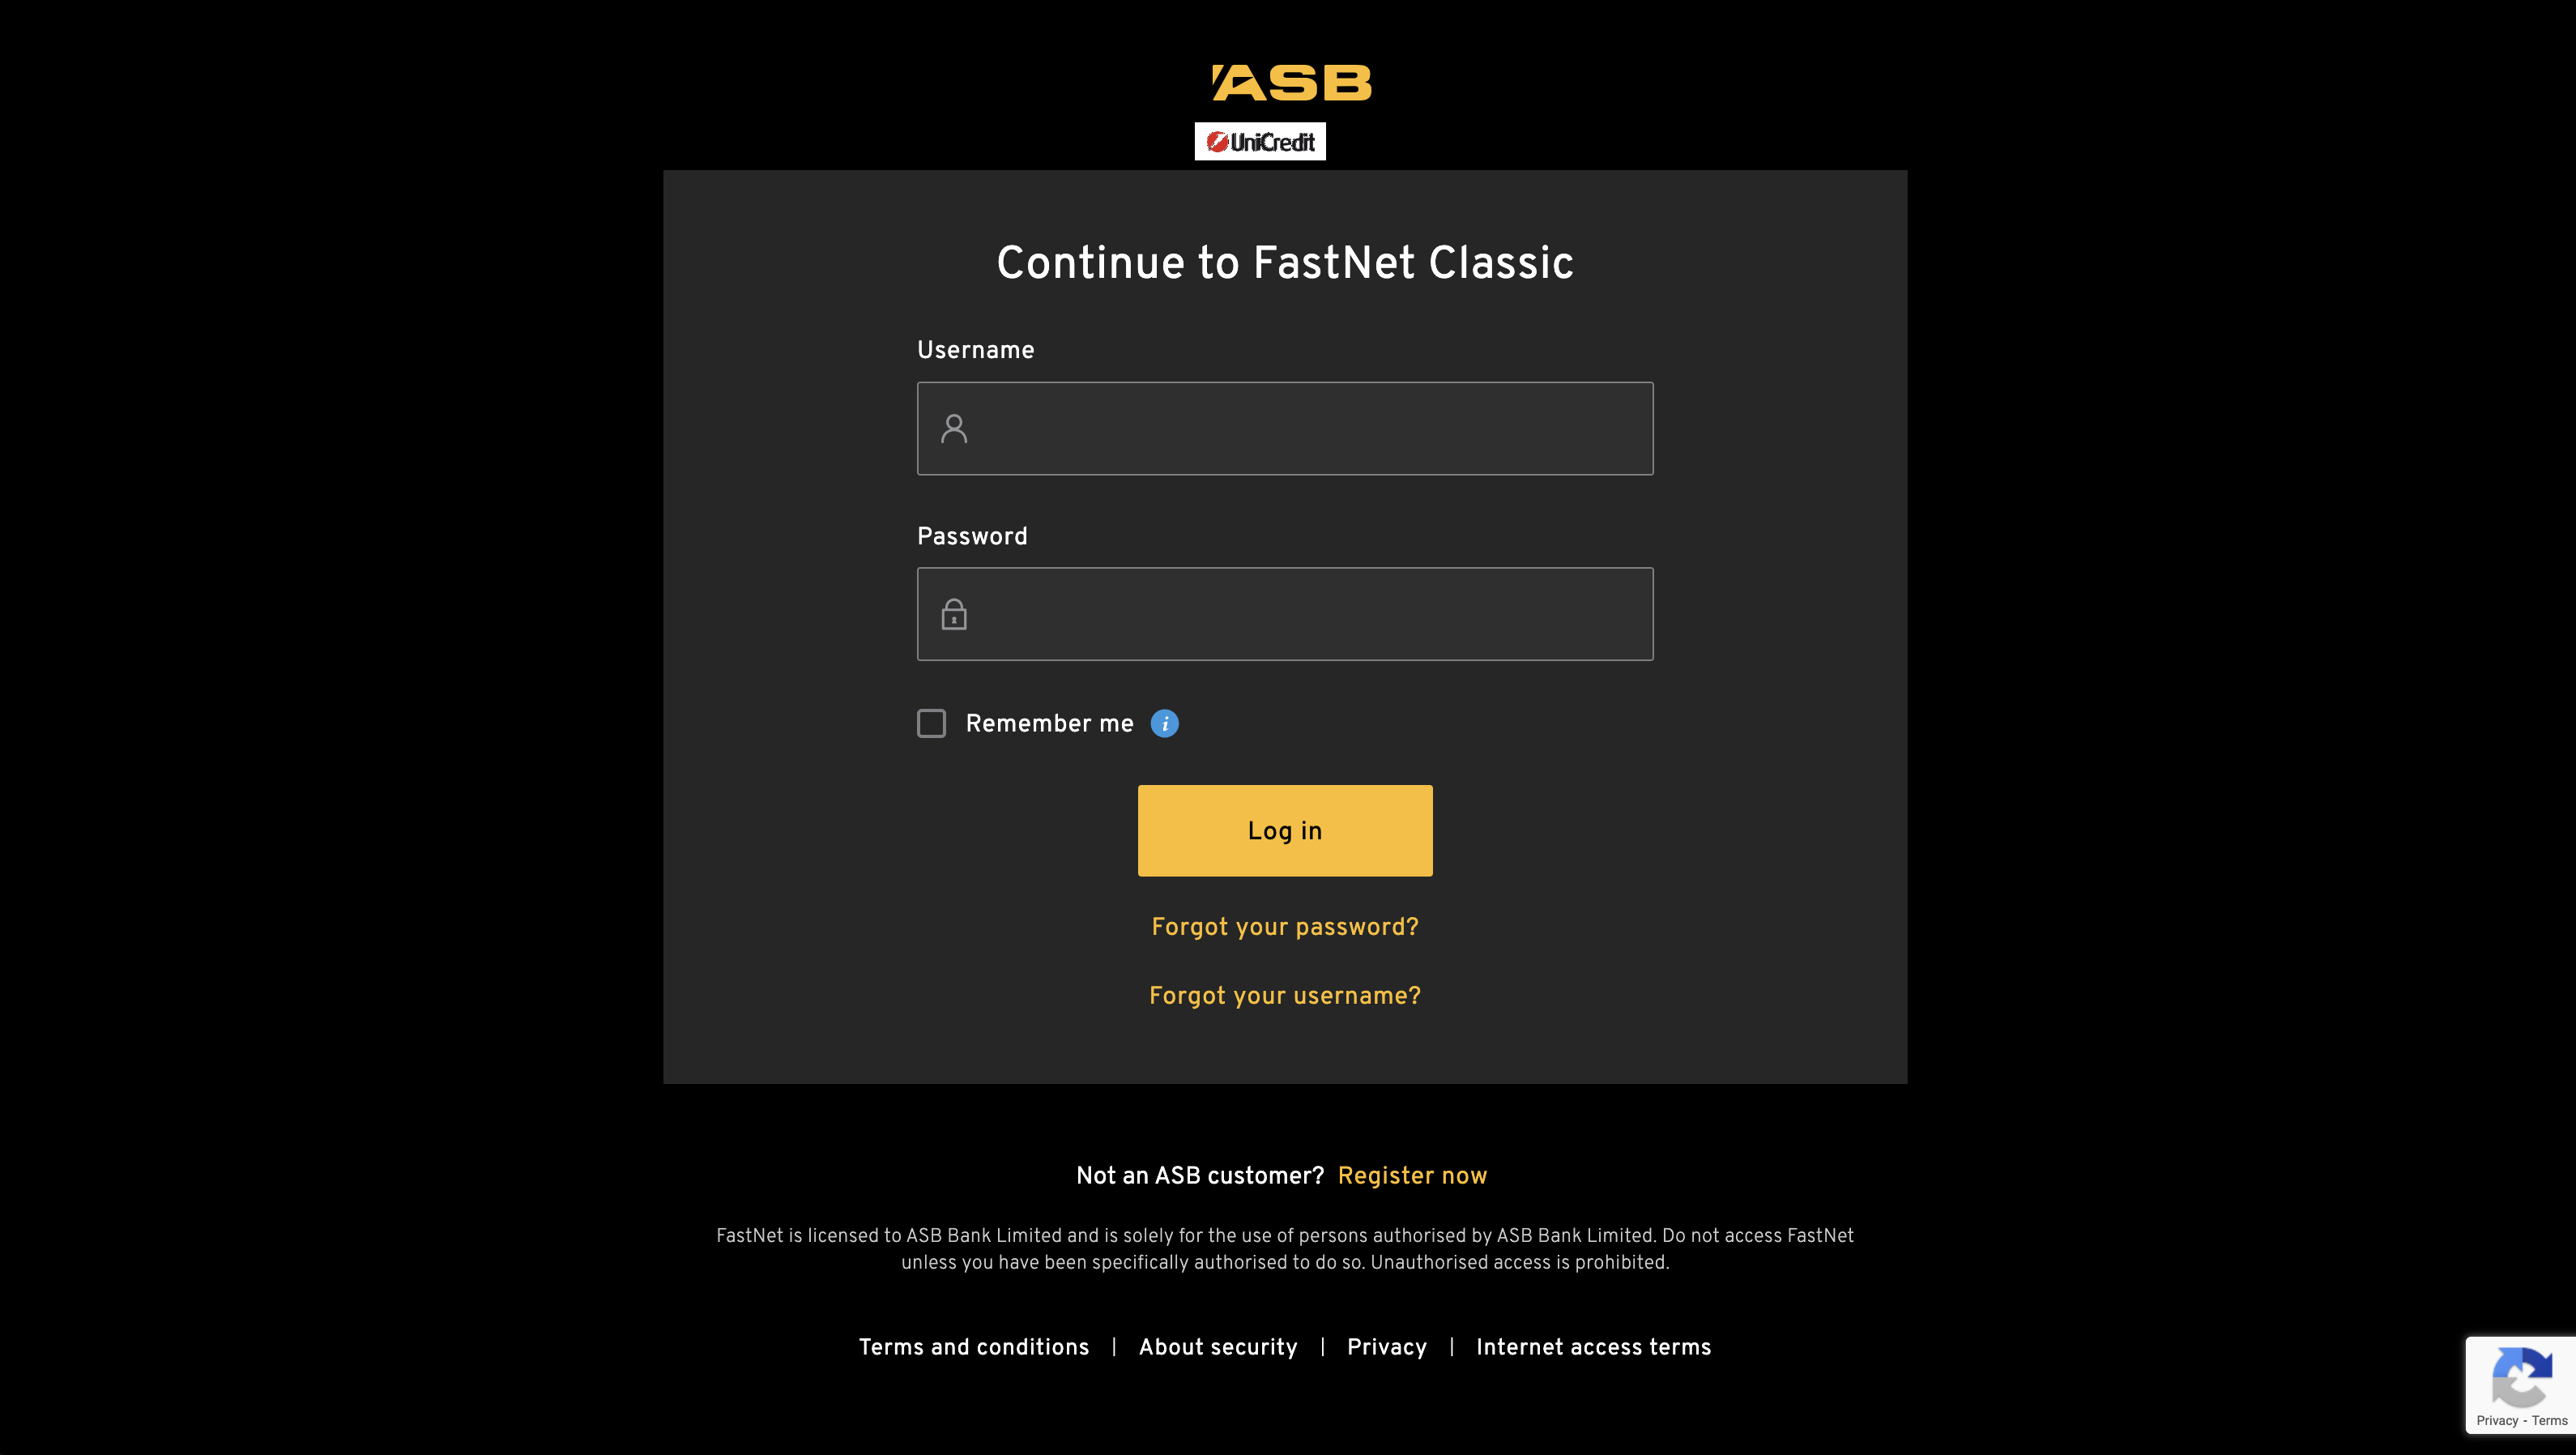 ASB
UniCredit
Continue to FastNet Classic
Username
Password
Remember me i
Log in
Forgot your password?
Forgot your username?
Not an ASB customer? Register now
FastNet is licensed to ASB Bank Limited and is solely for the use of persons authorised by ASB Bank Limited. Do not access FastNet
unless you have been specifically authorised to do so. Unauthorised access is prohibited.
Terms and conditions | About security | Privacy | Internet access terms
Privacy - Terms